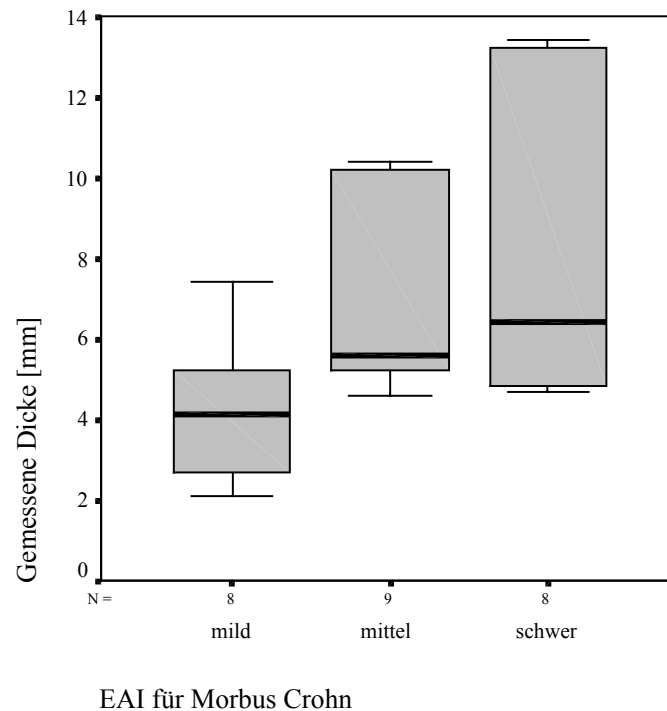 14
12
10
8
6
4
2
0
Gemessene Dicke [mm]
N = 8 9 8
mild mittel schwer
EAI für Morbus Crohn